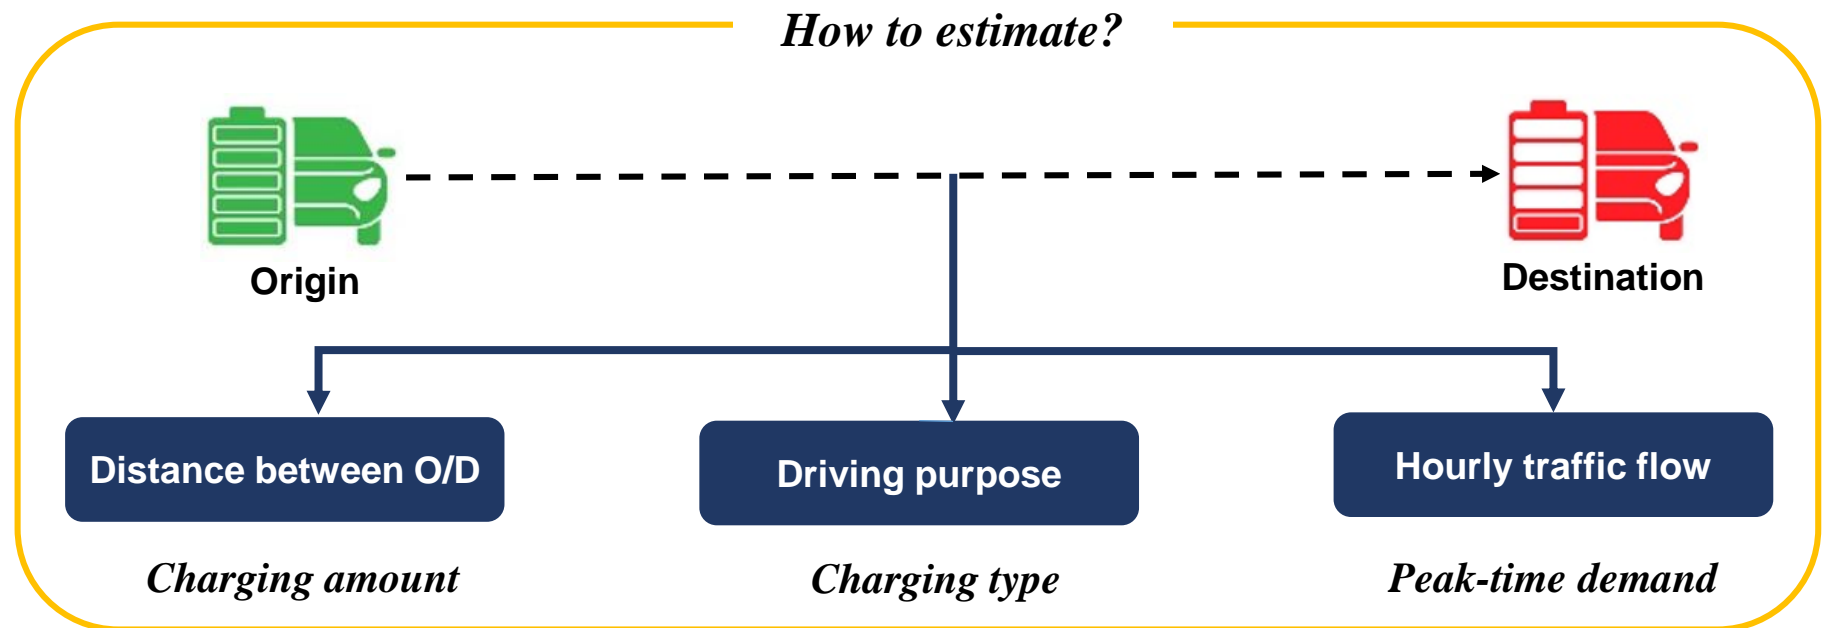 How to estimate?
Origin
Destination
Distance between O/D
Driving purpose
Hourly traffic flow
Charging amount
Charging type
Peak-time demand